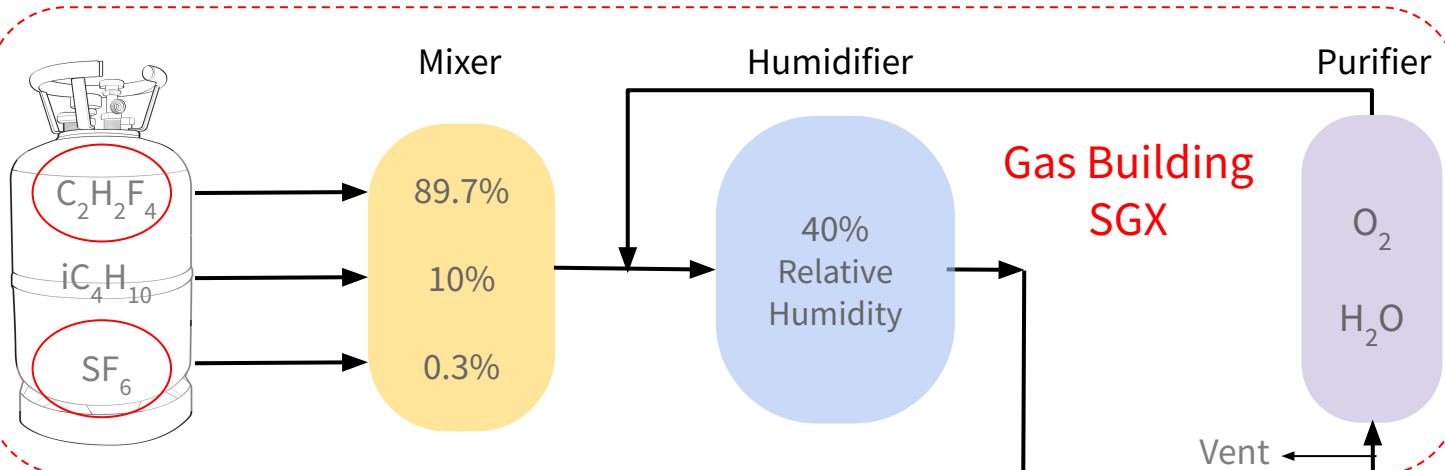 Mixer
Humidifier
Purifier
C₂H₂F₄
iC₄H₁₀
SF₆
89.7%
10%
0.3%
40%
Relative
Humidity
Gas Building
SGX
O₂
H₂O
Vent